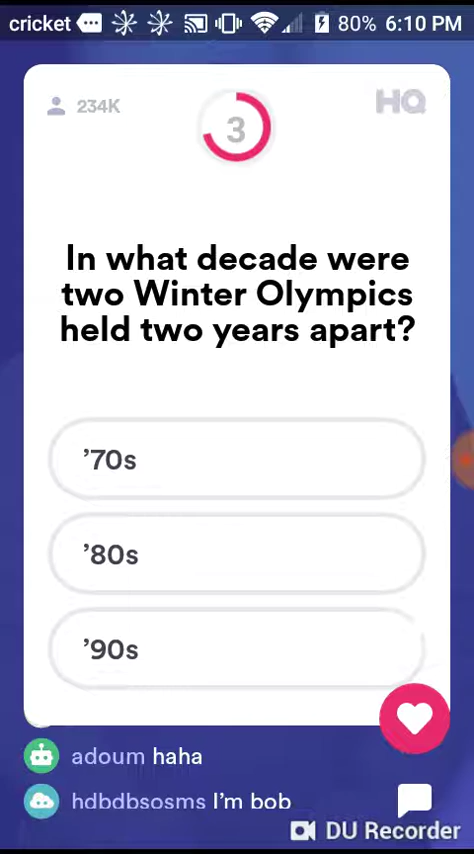 cricket 80% 6:10 PM
234K
3
HQ
In what decade were
two Winter Olympics
held two years apart?
’70s
’80s
’90s
adoum haha
hdbdbsosms I’m bob
DU Recorder